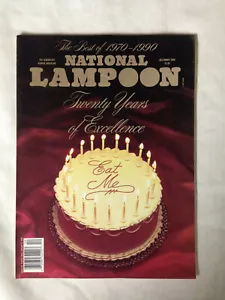 The Best of 1970-1990
NATIONAL
LAMPOON
Twenty Years
of Excellence
Eat
Me